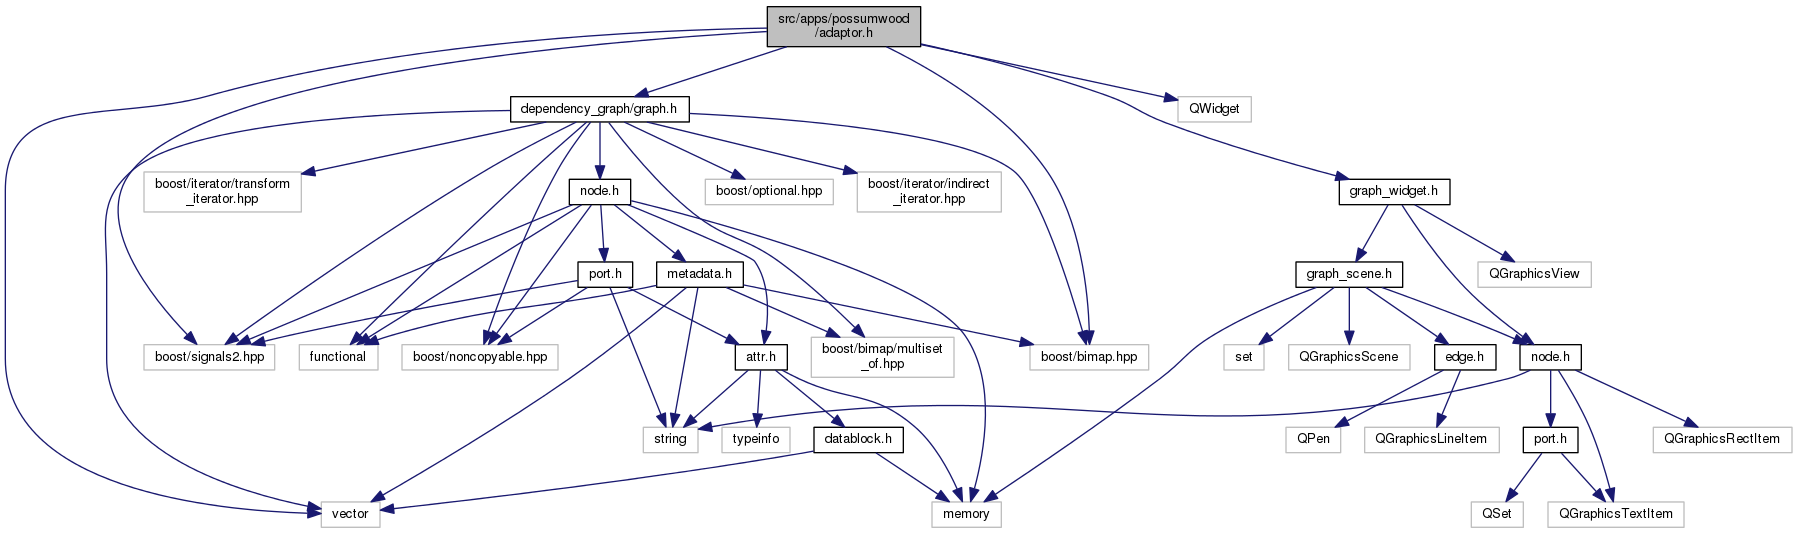 src/apps/possumwood
/adaptor.h
dependency_graph/graph.h
QWidget
boost/iterator/transform
_iterator.hpp
node.h
boost/optional.hpp
boost/iterator/indirect
_iterator.hpp
graph_widget.h
port.h
metadata.h
graph_scene.h
QGraphicsView
boost/signals2.hpp
functional
boost/noncopyable.hpp
attr.h
boost/bimap/multiset
_of.hpp
boost/bimap.hpp
set
QGraphicsScene
edge.h
node.h
string
typeinfo
datablock.h
QPen
QGraphicsLineItem
port.h
QGraphicsRectItem
vector
memory
QSet
QGraphicsTextItem